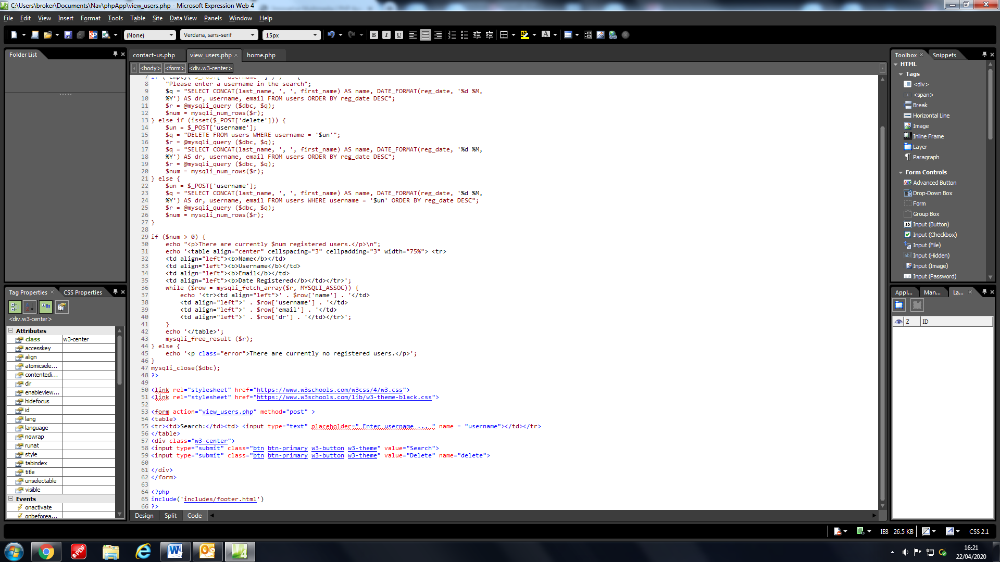 C:\Users\broker\Documents\Nav\phpApp\view_users.php - Microsoft Expression Web 4
File Edit View Insert Format Tools Table Site Data View Panels Window Help
(None) Verdana, sans-serif 15px
Folder List
contact-us.php view_users.php home.php
<body> <form> <div.w3-center>
7 if ( empty( $_POST[ 'username' ] ) ) {
8 "Please enter a username in the search";
9 $q = "SELECT CONCAT(last_name, ', ', first_name) AS name, DATE_FORMAT(reg_date, '%d %M,
10 %Y') AS dr, username, email FROM users ORDER BY reg_date DESC";
11 $r = @mysqli_query ($dbc, $q);
12 $num = mysqli_num_rows($r);
13 } else if (isset($_POST['delete'])) {
14 $un = $_POST['username'];
15 $q = "DELETE FROM users WHERE username = '$un'";
16 $r = @mysqli_query ($dbc, $q);
17 $q = "SELECT CONCAT(last_name, ', ', first_name) AS name, DATE_FORMAT(reg_date, '%d %M,
18 %Y') AS dr, username, email FROM users ORDER BY reg_date DESC";
19 $r = @mysqli_query ($dbc, $q);
20 $num = mysqli_num_rows($r);
21 } else {
22 $un = $_POST['username'];
23 $q = "SELECT CONCAT(last_name, ', ', first_name) AS name, DATE_FORMAT(reg_date, '%d %M,
24 %Y') AS dr, username, email FROM users WHERE username = '$un' ORDER BY reg_date DESC";
25 $r = @mysqli_query ($dbc, $q);
26 $num = mysqli_num_rows($r);
27 }
28
29 if ($num > 0) {
30 echo "<p>There are currently $num registered users.</p>\n";
31 echo '<table align="center" cellspacing="3" cellpadding="3" width="75%"> <tr>
32 <td align="left"><b>Name</b></td>
33 <td align="left"><b>Username</b></td>
34 <td align="left"><b>Email</b></td>
35 <td align="left"><b>Date Registered</b></td></tr>';
36 while ($row = mysqli_fetch_array($r, MYSQLI_ASSOC)) {
37 echo '<tr><td align="left">' . $row['name'] . '</td>
38 <td align="left">' . $row['username'] . '</td>
39 <td align="left">' . $row['email'] . '</td>
40 <td align="left">' . $row['dr'] . '</td></tr>';
41 }
42 echo '</table>';
43 mysqli_free_result ($r);
44 } else {
45 echo '<p class="error">There are currently no registered users.</p>';
46 }
47 mysqli_close($dbc);
48 ?>
49
50 <link rel="stylesheet" href="https://www.w3schools.com/w3css/4/w3.css">
51 <link rel="stylesheet" href="https://www.w3schools.com/lib/w3-theme-black.css">
52
53 <form action="view_users.php" method="post" >
54 <table>
55 <tr><td>Search:</td><td> <input type="text" placeholder=" Enter username ... " name = "username"></td></tr>
56 </table>
57 <div class="w3-center">
58 <input type="submit" class="btn btn-primary w3-button w3-theme" value="Search">
59 <input type="submit" class="btn btn-primary w3-button w3-theme" value="Delete" name="delete">
60
61 </div>
62 </form>
63
64 <?php
65 include('includes/footer.html')
66 ?>
Design Split Code
Tag Properties CSS Properties
<div.w3-center>
Attributes
class w3-center
accesskey
align
atomicsele...
contentedi...
dir
enableview...
hidefocus
id
lang
language
nowrap
runat
style
tabindex
title
unselectable
visible
Events
onactivate
onbeforea...
Toolbox Snippets
HTML
Tags
<div>
<span>
Break
Horizontal Line
Image
Inline Frame
Layer
Paragraph
Form Controls
Advanced Button
Drop-Down Box
Form
Group Box
Input (Button)
Input (Checkbox)
Input (File)
Input (Hidden)
Input (Image)
Input (Password)
Appl... Man... La...
Z ID
IE8 26.5 KB CSS 2.1
16:21
22/04/2020